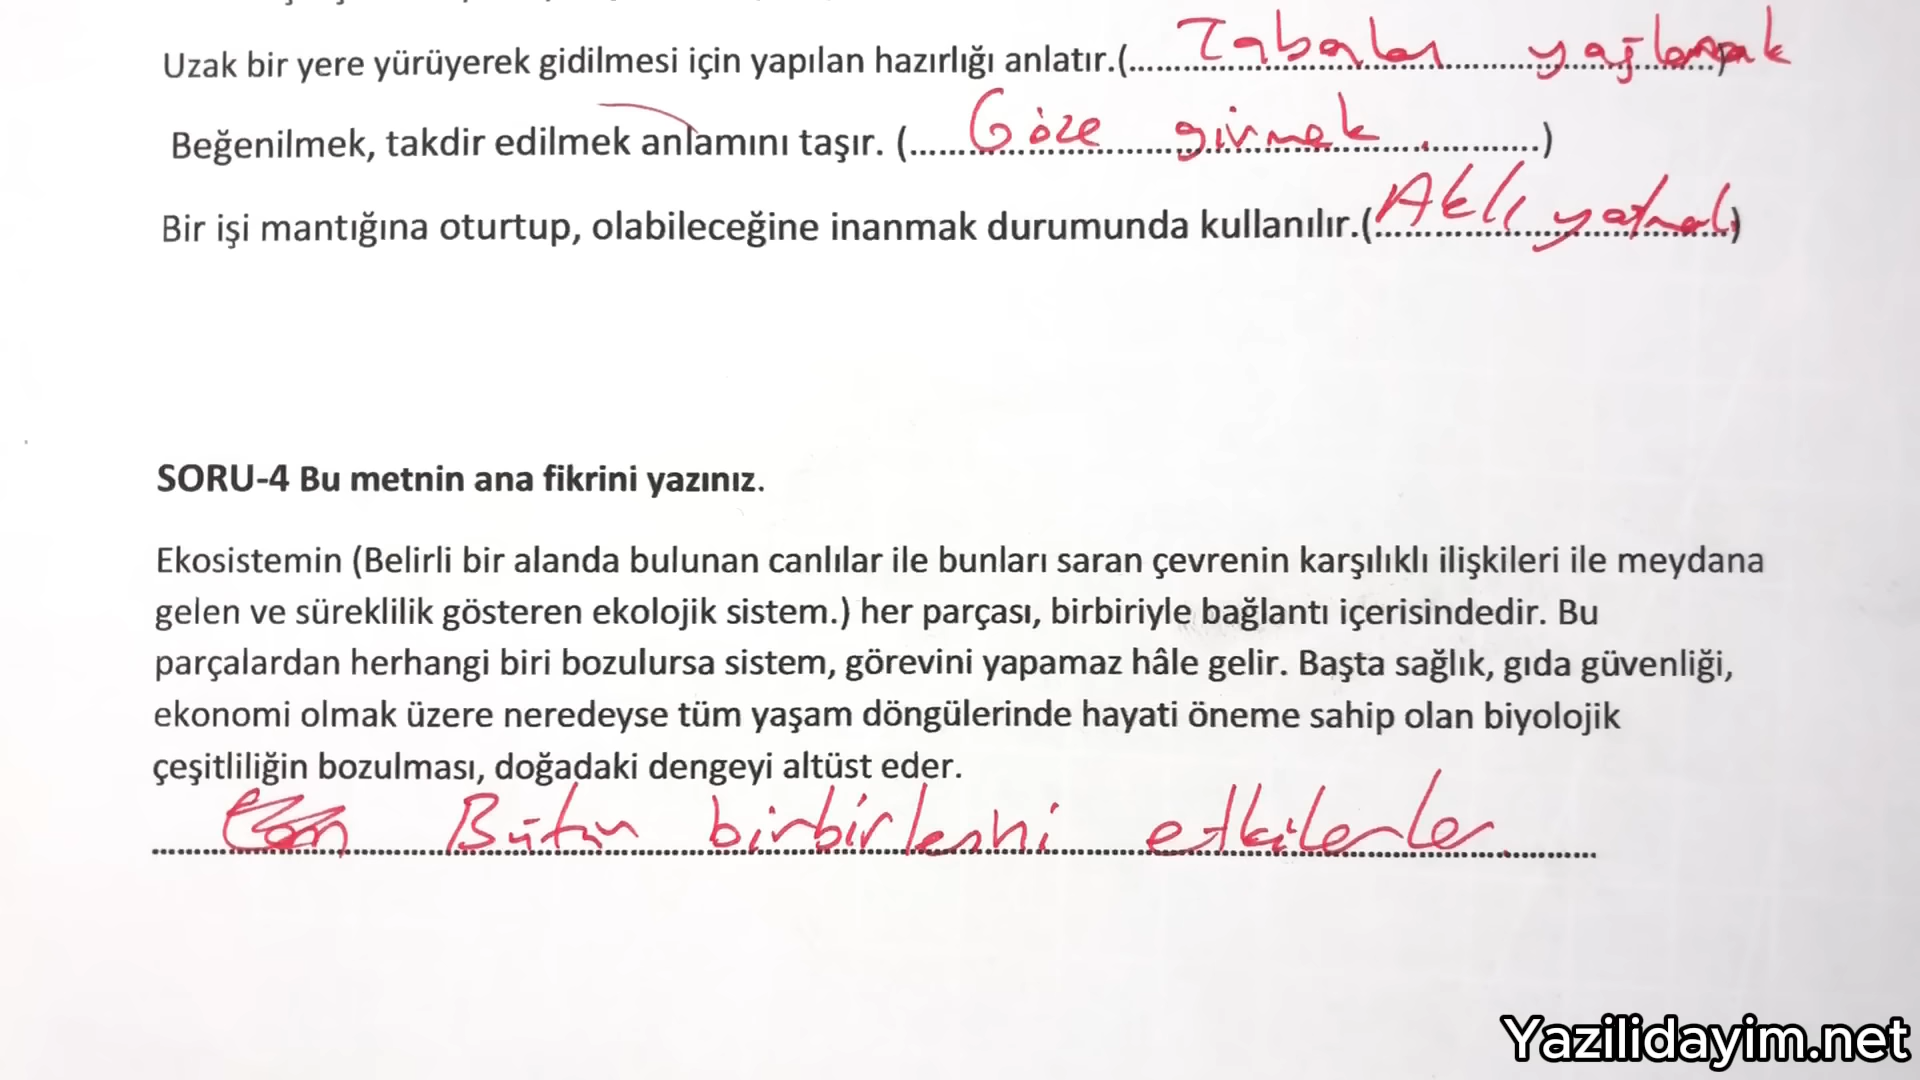 Uzak bir yere yürüyerek gidilmesi için yapılan hazırlığı anlatır.(.......Tabanları yağlamak.......)
Beğenilmek, takdir edilmek anlamını taşır. (......Göze girmek.............)
Bir işi mantığına oturtup, olabileceğine inanmak durumunda kullanılır.(...Aklı yatmak...)
SORU-4 Bu metnin ana fikrini yazınız.
Ekosistemin (Belirli bir alanda bulunan canlılar ile bunları saran çevrenin karşılıklı ilişkileri ile meydana
gelen ve süreklilik gösteren ekolojik sistem.) her parçası, birbiriyle bağlantı içerisindedir. Bu
parçalardan herhangi biri bozulursa sistem, görevini yapamaz hâle gelir. Başta sağlık, gıda güvenliği,
ekonomi olmak üzere neredeyse tüm yaşam döngülerinde hayati öneme sahip olan biyolojik
çeşitliliğin bozulması, doğadaki dengeyi altüst eder.
Bütün birbirlerini etkilerler.
Yazilidayim.net